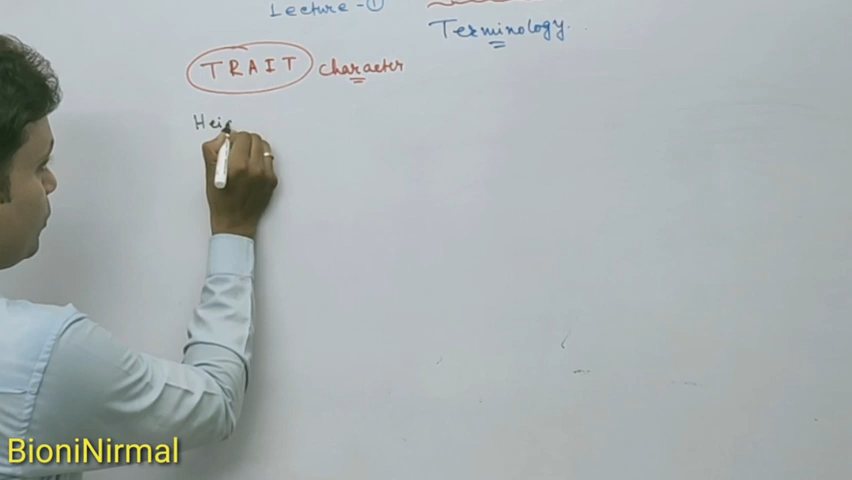 Lecture - ①
Terminology.
TRAIT character
Hei
BioniNirmal